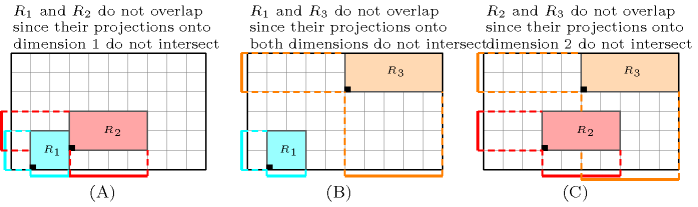 R1 and R2 do not overlap
since their projections onto
dimension 1 do not intersect
R1
R2
(A)
R1 and R3 do not overlap
since their projections onto
both dimensions do not intersect
R3
R1
(B)
R2 and R3 do not overlap
since their projections onto
dimension 2 do not intersect
R3
R2
(C)